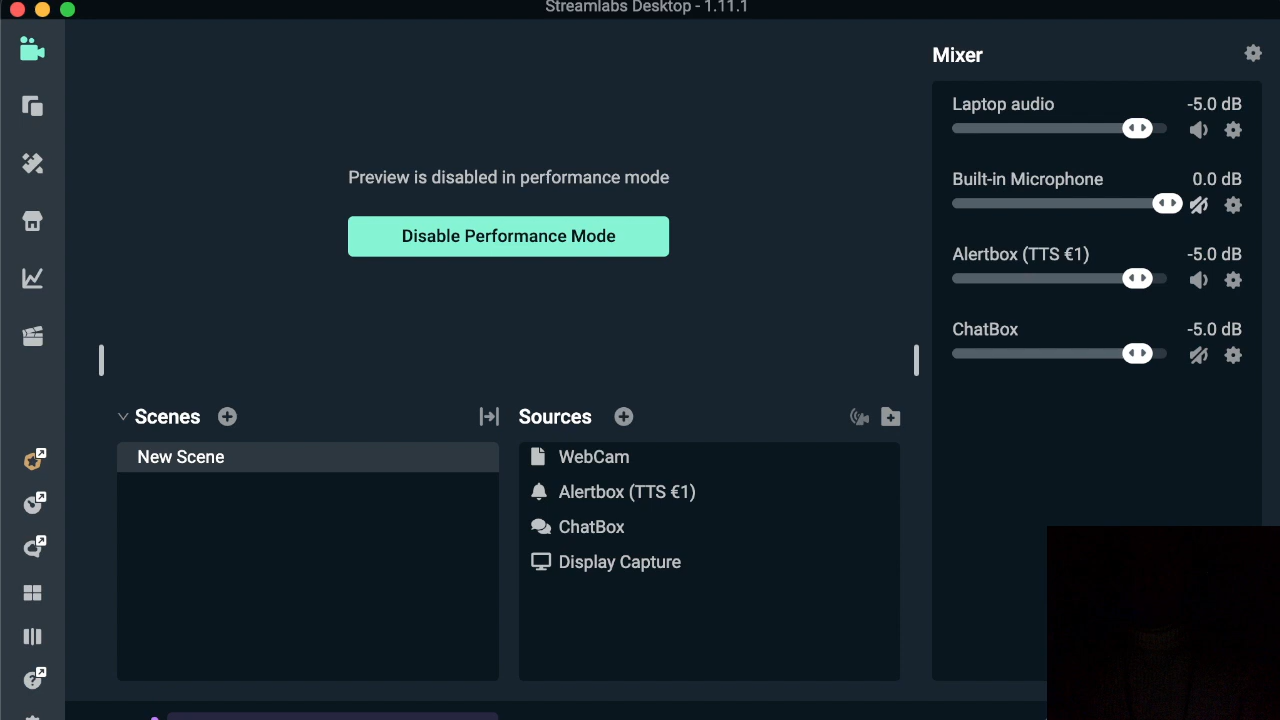 Streamlabs Desktop - 1.11.1
Preview is disabled in performance mode
Disable Performance Mode
Mixer
Laptop audio -5.0 dB
Built-in Microphone 0.0 dB
Alertbox (TTS €1) -5.0 dB
ChatBox -5.0 dB
Scenes
New Scene
Sources
WebCam
Alertbox (TTS €1)
ChatBox
Display Capture